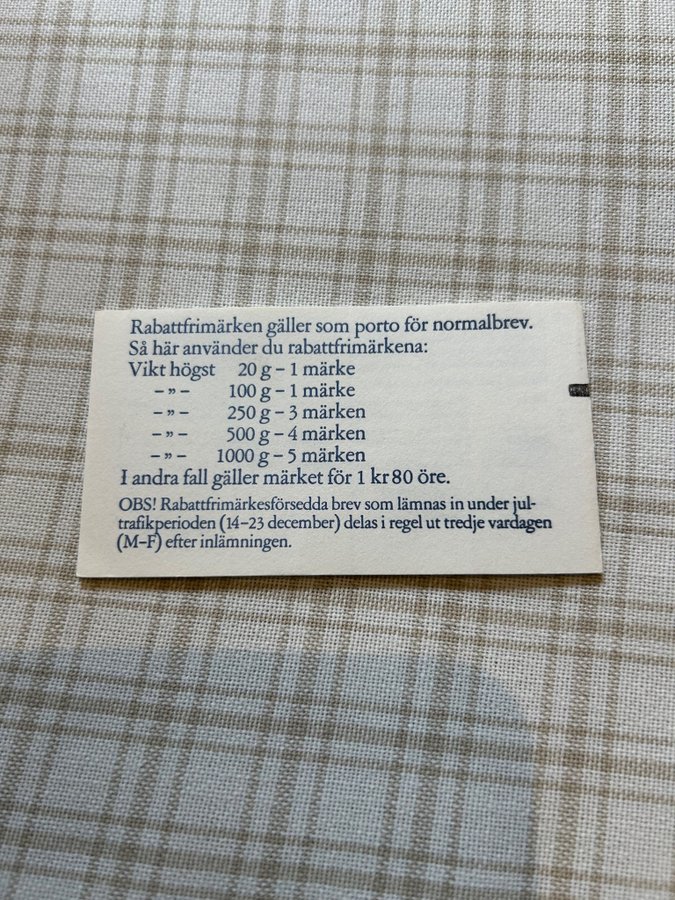 Rabattfrimärken gäller som porto för normalbrev.
Så här använder du rabattfrimärkena:
Vikt högst 20 g – 1 märke
– ” – 100 g – 1 märke
– ” – 250 g – 3 märken
– ” – 500 g – 4 märken
– ” – 1000 g – 5 märken
I andra fall gäller märket för 1 kr 80 öre.
OBS! Rabattfrimärkesförsedda brev som lämnas in under jul-
trafikperioden (14–23 december) delas i regel ut tredje vardagen
(M–F) efter inlämningen.